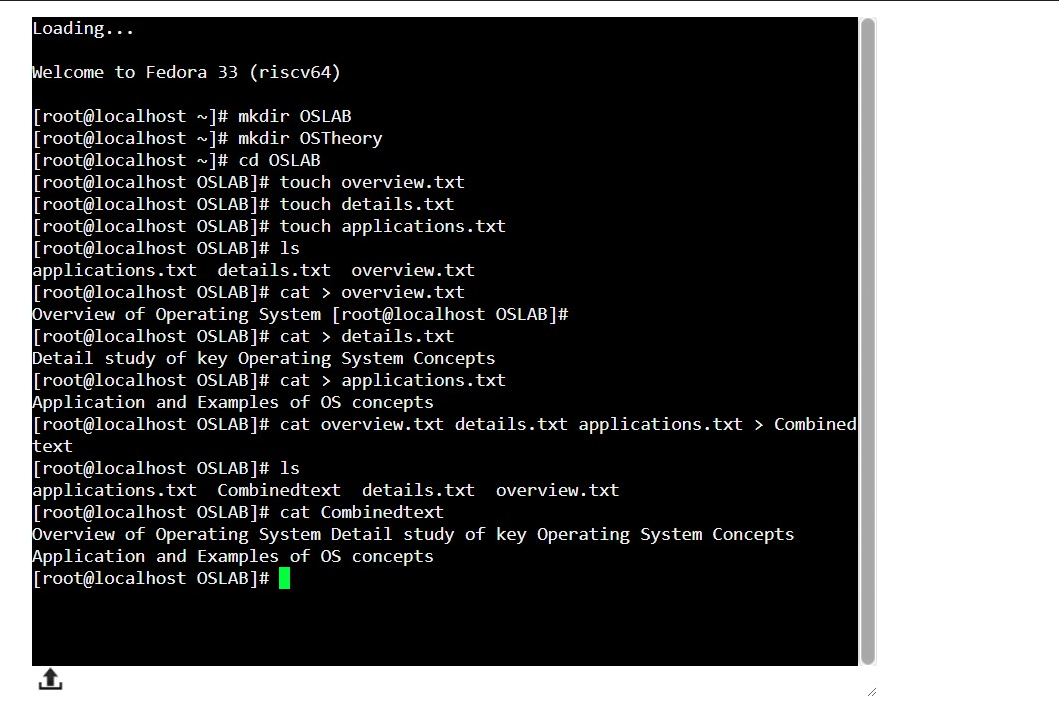 Loading...
Welcome to Fedora 33 (riscv64)
[root@localhost ~]# mkdir OSLAB
[root@localhost ~]# mkdir OSTheory
[root@localhost ~]# cd OSLAB
[root@localhost OSLAB]# touch overview.txt
[root@localhost OSLAB]# touch details.txt
[root@localhost OSLAB]# touch applications.txt
[root@localhost OSLAB]# ls
applications.txt  details.txt  overview.txt
[root@localhost OSLAB]# cat > overview.txt
Overview of Operating System [root@localhost OSLAB]#
[root@localhost OSLAB]# cat > details.txt
Detail study of key Operating System Concepts
[root@localhost OSLAB]# cat > applications.txt
Application and Examples of OS concepts
[root@localhost OSLAB]# cat overview.txt details.txt applications.txt > Combined
text
[root@localhost OSLAB]# ls
applications.txt  Combinedtext  details.txt  overview.txt
[root@localhost OSLAB]# cat Combinedtext
Overview of Operating System Detail study of key Operating System Concepts
Application and Examples of OS concepts
[root@localhost OSLAB]#